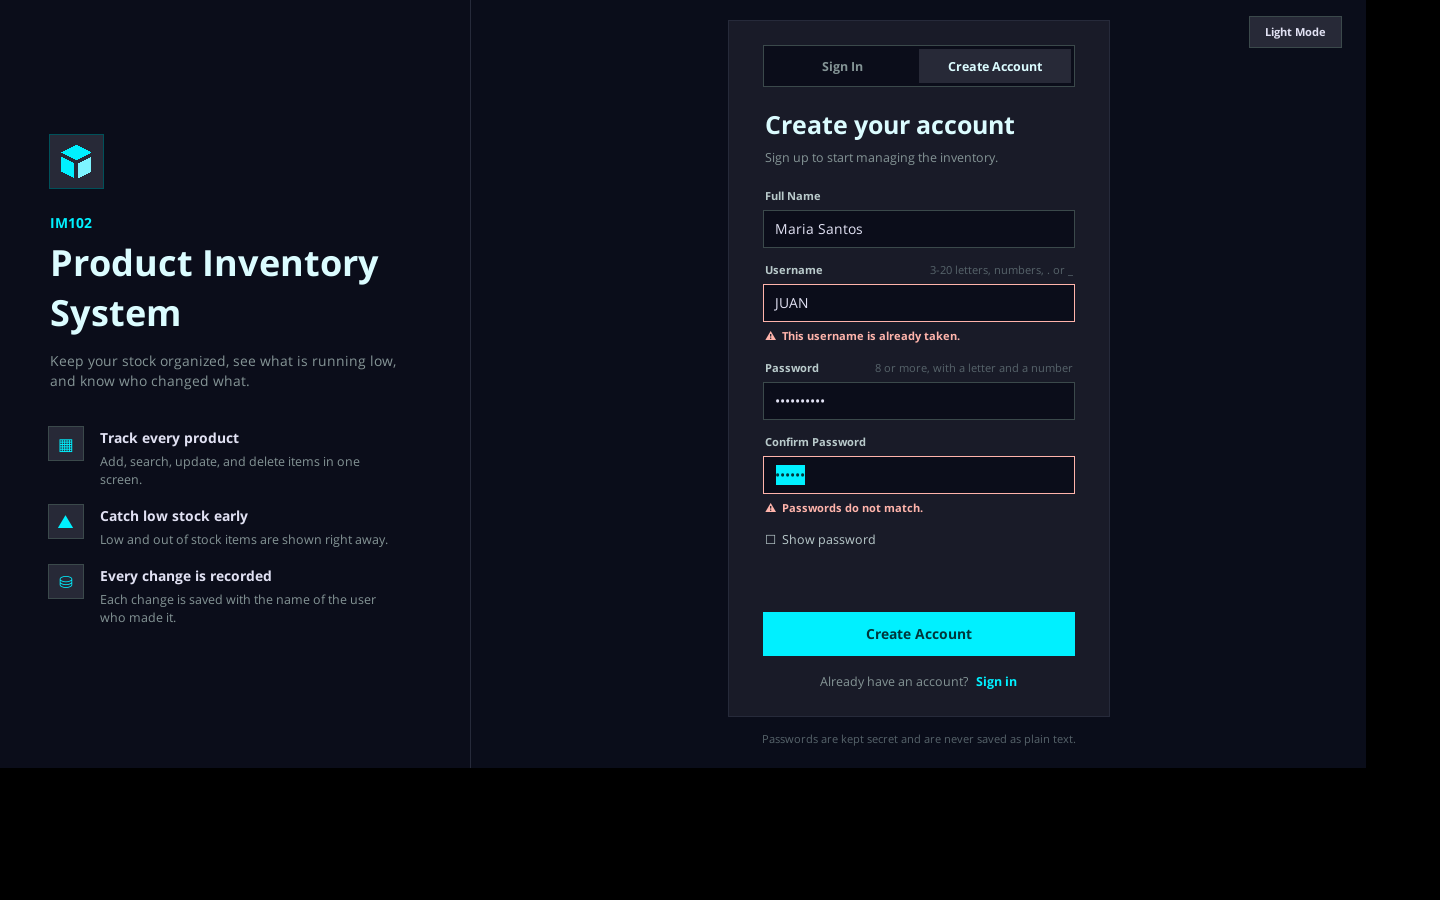 IM102
Product Inventory
System
Keep your stock organized, see what is running low,
and know who changed what.
Track every product
Add, search, update, and delete items in one
screen.
Catch low stock early
Low and out of stock items are shown right away.
Every change is recorded
Each change is saved with the name of the user
who made it.
Light Mode
Sign In
Create Account
Create your account
Sign up to start managing the inventory.
Full Name
Maria Santos
Username
3-20 letters, numbers, . or _
JUAN
⚠ This username is already taken.
Password
8 or more, with a letter and a number
••••••••••
Confirm Password
••••••
⚠ Passwords do not match.
☐ Show password
Create Account
Already have an account? Sign in
Passwords are kept secret and are never saved as plain text.